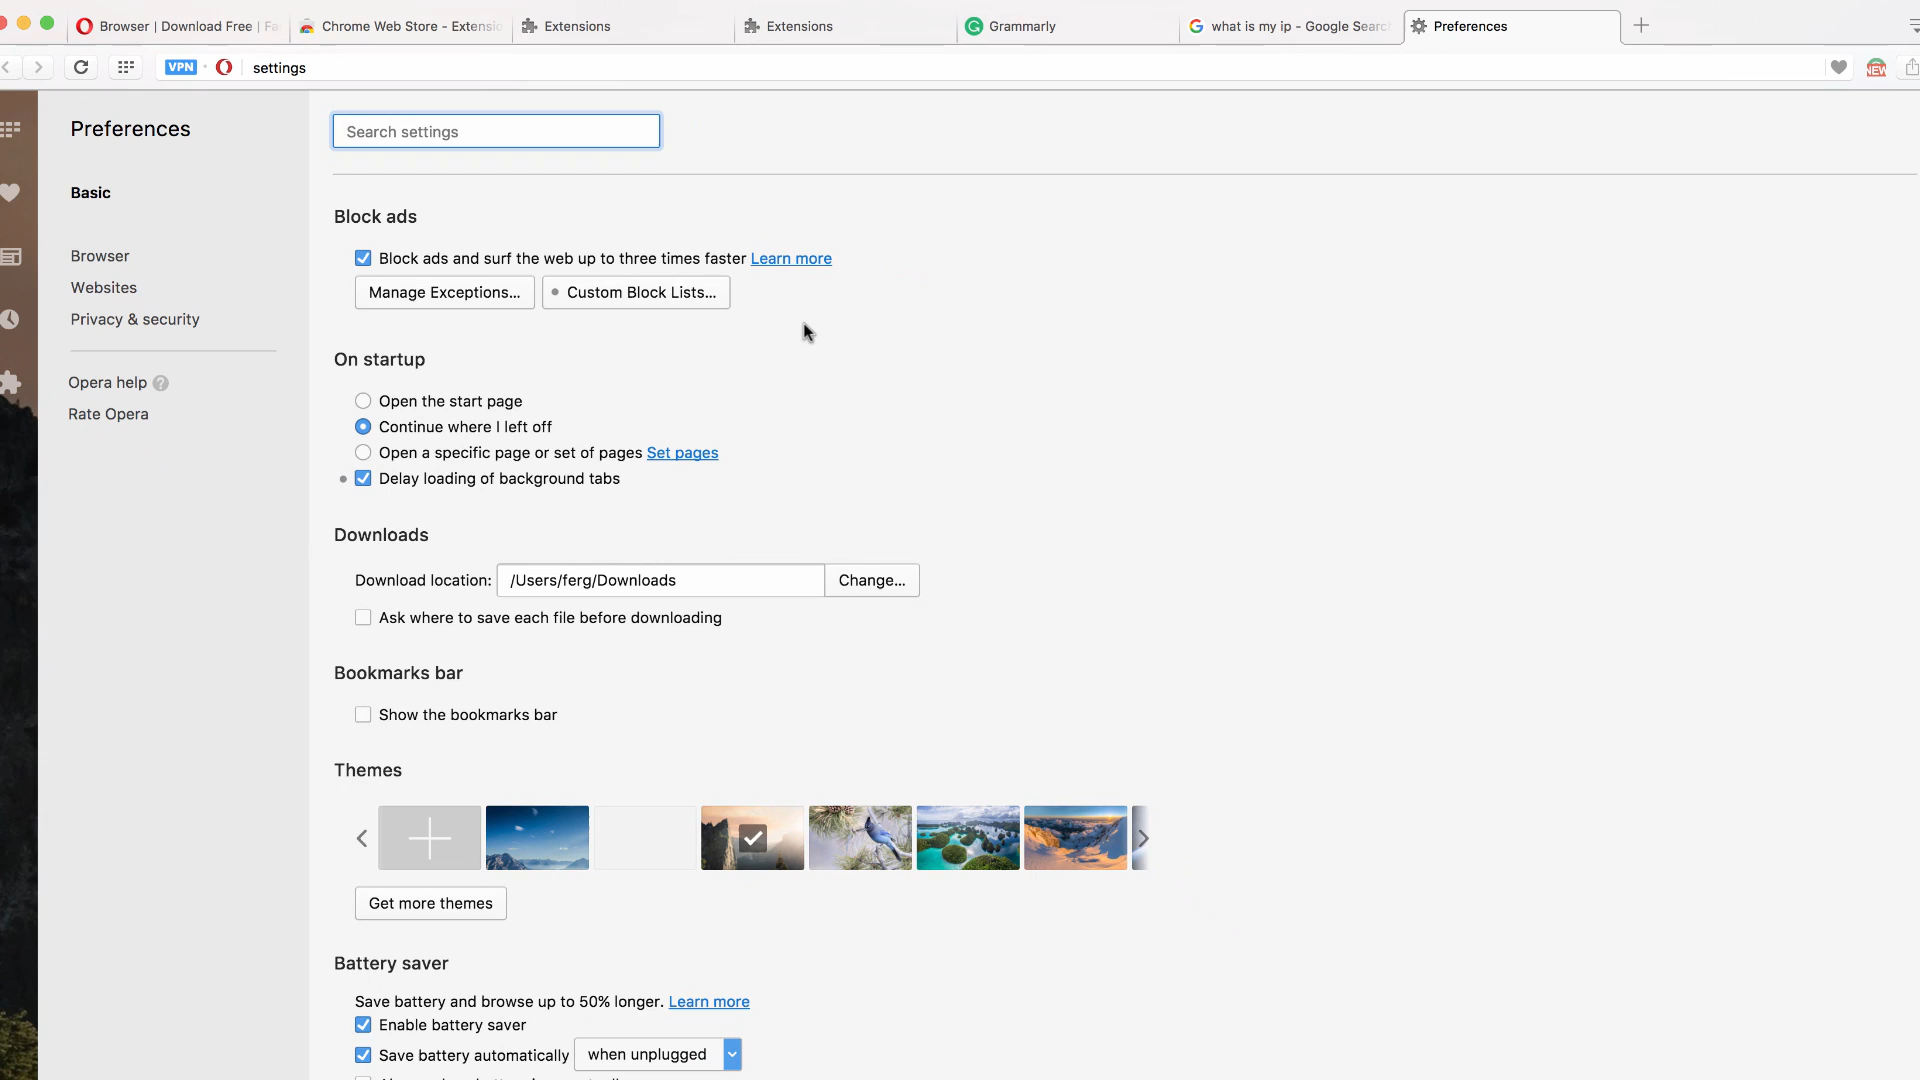 Browser | Download Free | Fa
Chrome Web Store - Extensio
Extensions
Extensions
Grammarly
what is my ip - Google Searc
Preferences
VPN
settings
NEW
Preferences
Search settings
Basic
Block ads
Browser
Block ads and surf the web up to three times faster Learn more
Websites
Manage Exceptions...
Custom Block Lists...
Privacy & security
On startup
Opera help ?
Open the start page
Rate Opera
Continue where I left off
Open a specific page or set of pages Set pages
Delay loading of background tabs
Downloads
Download location: /Users/ferg/Downloads Change...
Ask where to save each file before downloading
Bookmarks bar
Show the bookmarks bar
Themes
Get more themes
Battery saver
Save battery and browse up to 50% longer. Learn more
Enable battery saver
Save battery automatically when unplugged